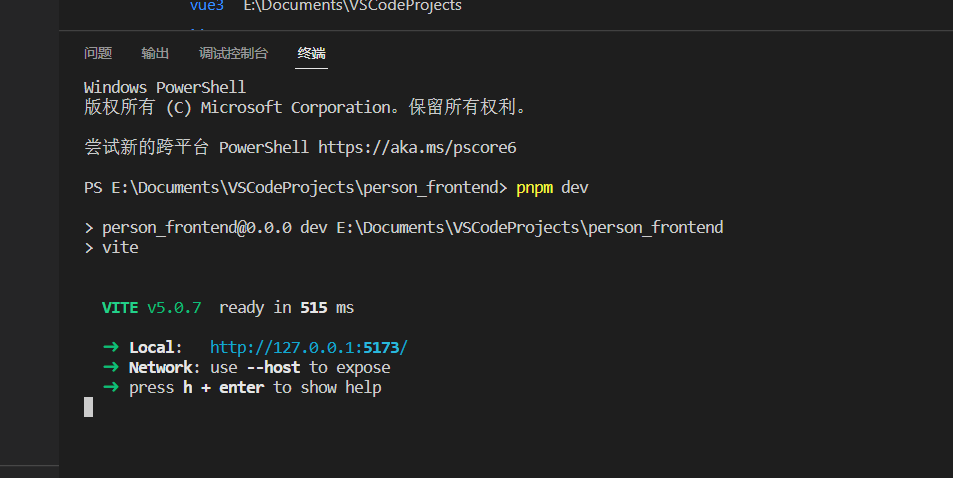 vue3 E:\Documents\VSCodeProjects
问题 输出 调试控制台 终端
Windows PowerShell
版权所有 (C) Microsoft Corporation。保留所有权利。
尝试新的跨平台 PowerShell https://aka.ms/pscore6
PS E:\Documents\VSCodeProjects\person_frontend> pnpm dev
> person_frontend@0.0.0 dev E:\Documents\VSCodeProjects\person_frontend
> vite
VITE v5.0.7 ready in 515 ms
➜ Local: http://127.0.0.1:5173/
➜ Network: use --host to expose
➜ press h + enter to show help